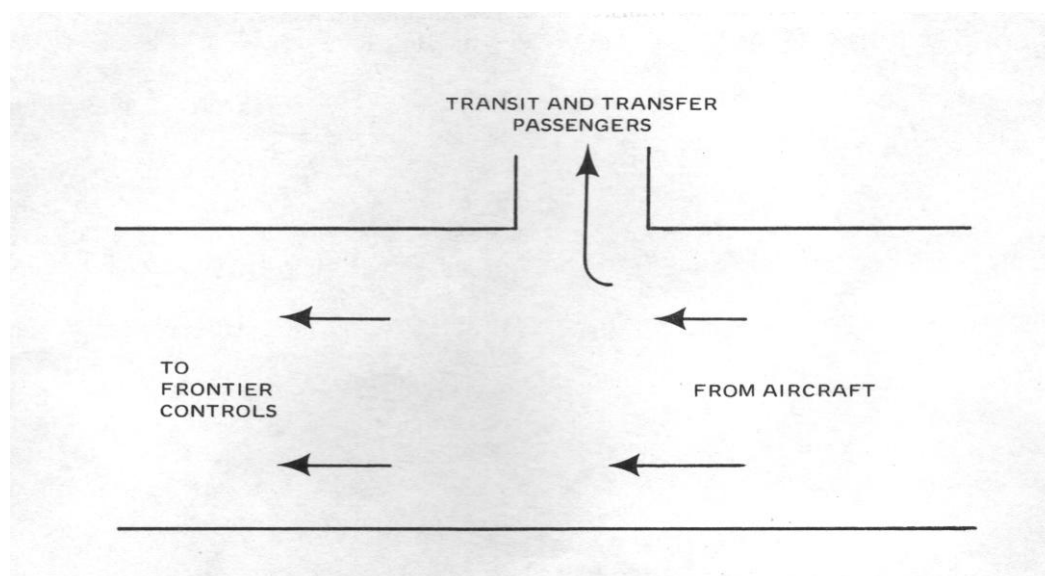 TRANSIT AND TRANSFER
PASSENGERS
TO
FRONTIER
CONTROLS
FROM AIRCRAFT